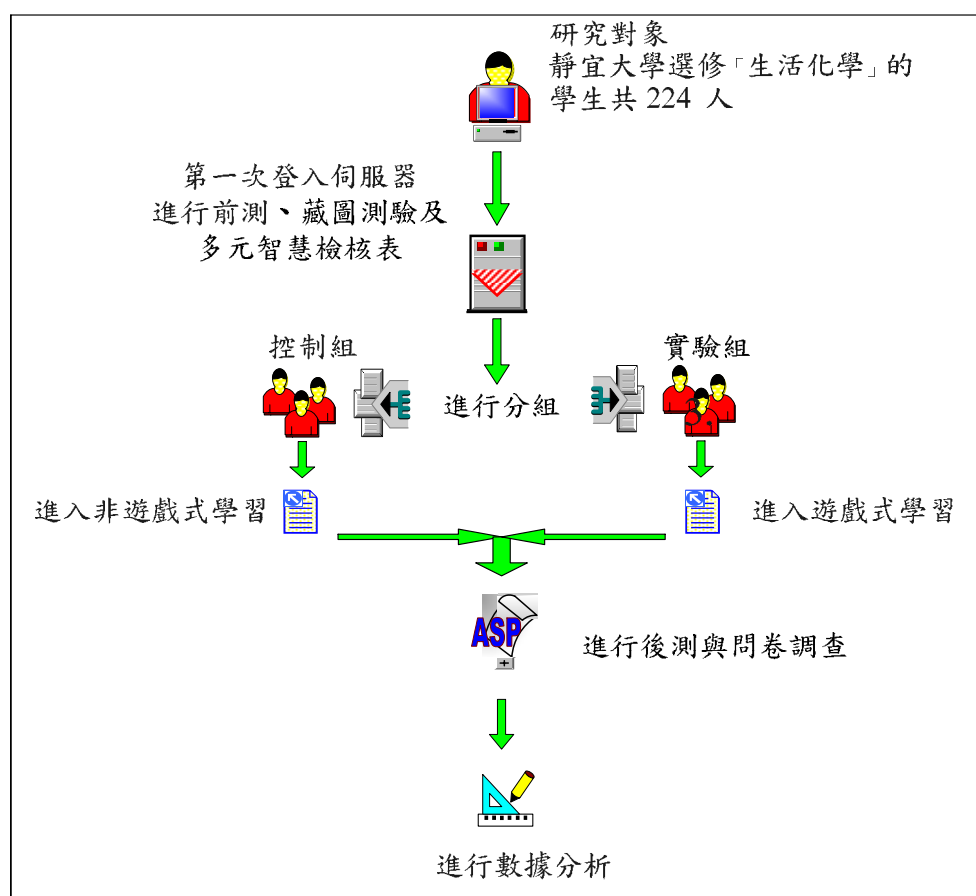 研究對象
靜宜大學選修「生活化學」的
學生共 224 人
第一次登入伺服器
進行前測、藏圖測驗及
多元智慧檢核表
控制組
實驗組
進行分組
進入非遊戲式學習
進入遊戲式學習
ASP
進行後測與問卷調查
進行數據分析